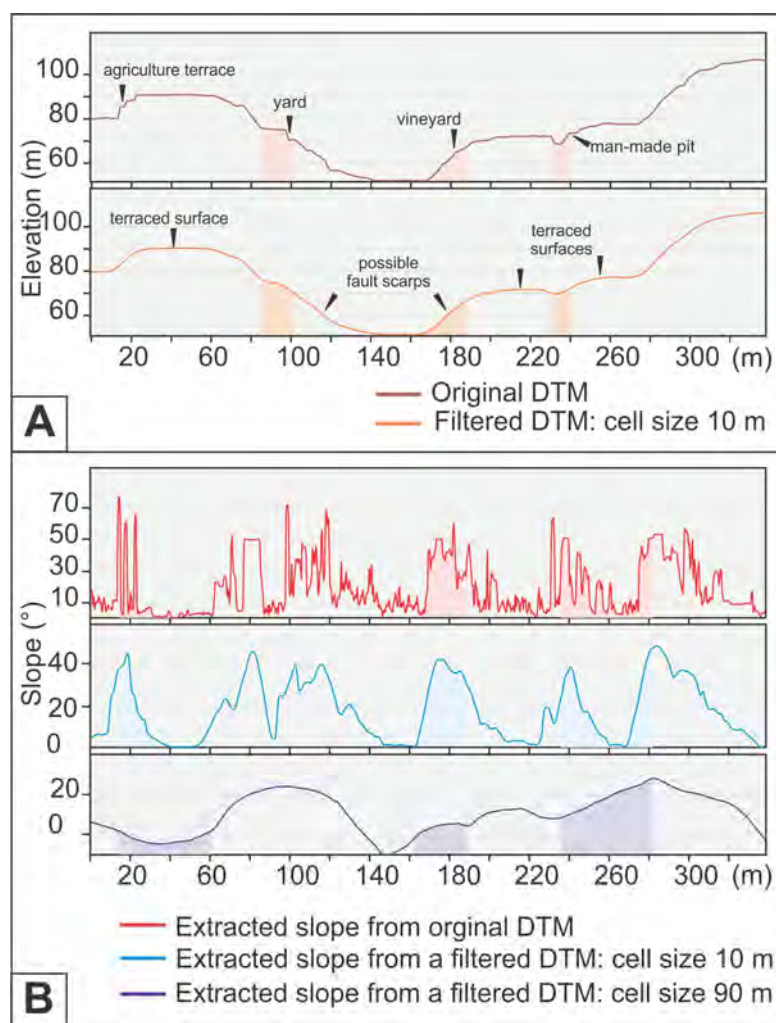 A
Elevation (m)
100
80
60
agriculture terrace
yard
vineyard
man-made pit
100
80
60
terraced surface
possible
fault scarps
terraced
surfaces
20 60 100 140 180 220 260 300 (m)
Original DTM
Filtered DTM: cell size 10 m
A
Slope (°)
70
50
30
10
40
20
0
20
0
20 60 100 140 180 220 260 300 (m)
Extracted slope from orginal DTM
Extracted slope from a filtered DTM: cell size 10 m
Extracted slope from a filtered DTM: cell size 90 m
B